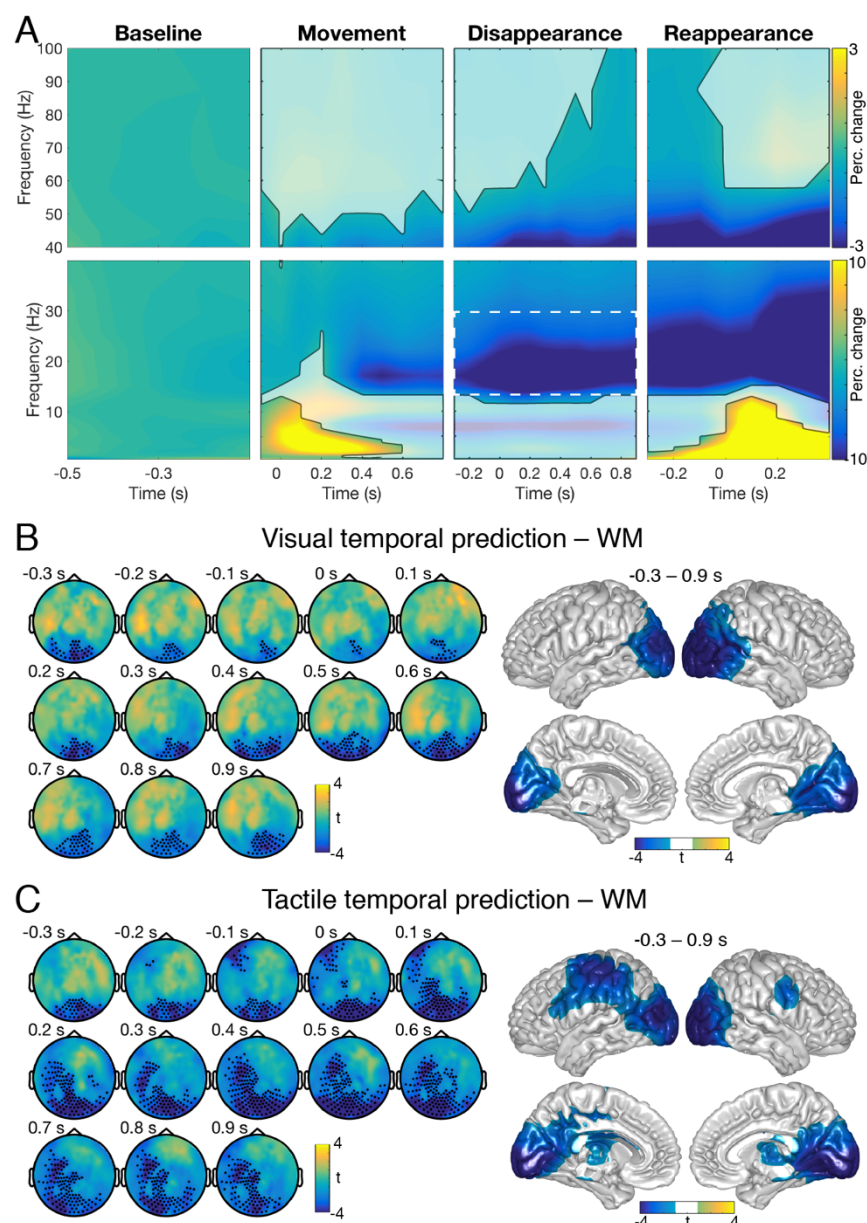 A
Baseline Movement Disappearance Reappearance
100
90
80
70
60
50
40
Frequency (Hz)
3
Perc. change
-3
30
20
10
Frequency (Hz)
10
Perc. change
-10
-0.5 -0.3 0 0.2 0.4 0.6 -0.2 0 0.2 0.4 0.6 0.8 -0.2 0 0.2
Time (s) Time (s) Time (s) Time (s)
B Visual temporal prediction – WM
-0.3 s -0.2 s -0.1 s 0 s 0.1 s
-0.3 – 0.9 s
0.2 s 0.3 s 0.4 s 0.5 s 0.6 s
0.7 s 0.8 s 0.9 s
4
t
-4
-4 t 4
C Tactile temporal prediction – WM
-0.3 s -0.2 s -0.1 s 0 s 0.1 s
-0.3 – 0.9 s
0.2 s 0.3 s 0.4 s 0.5 s 0.6 s
0.7 s 0.8 s 0.9 s
4
t
-4
-4 t 4